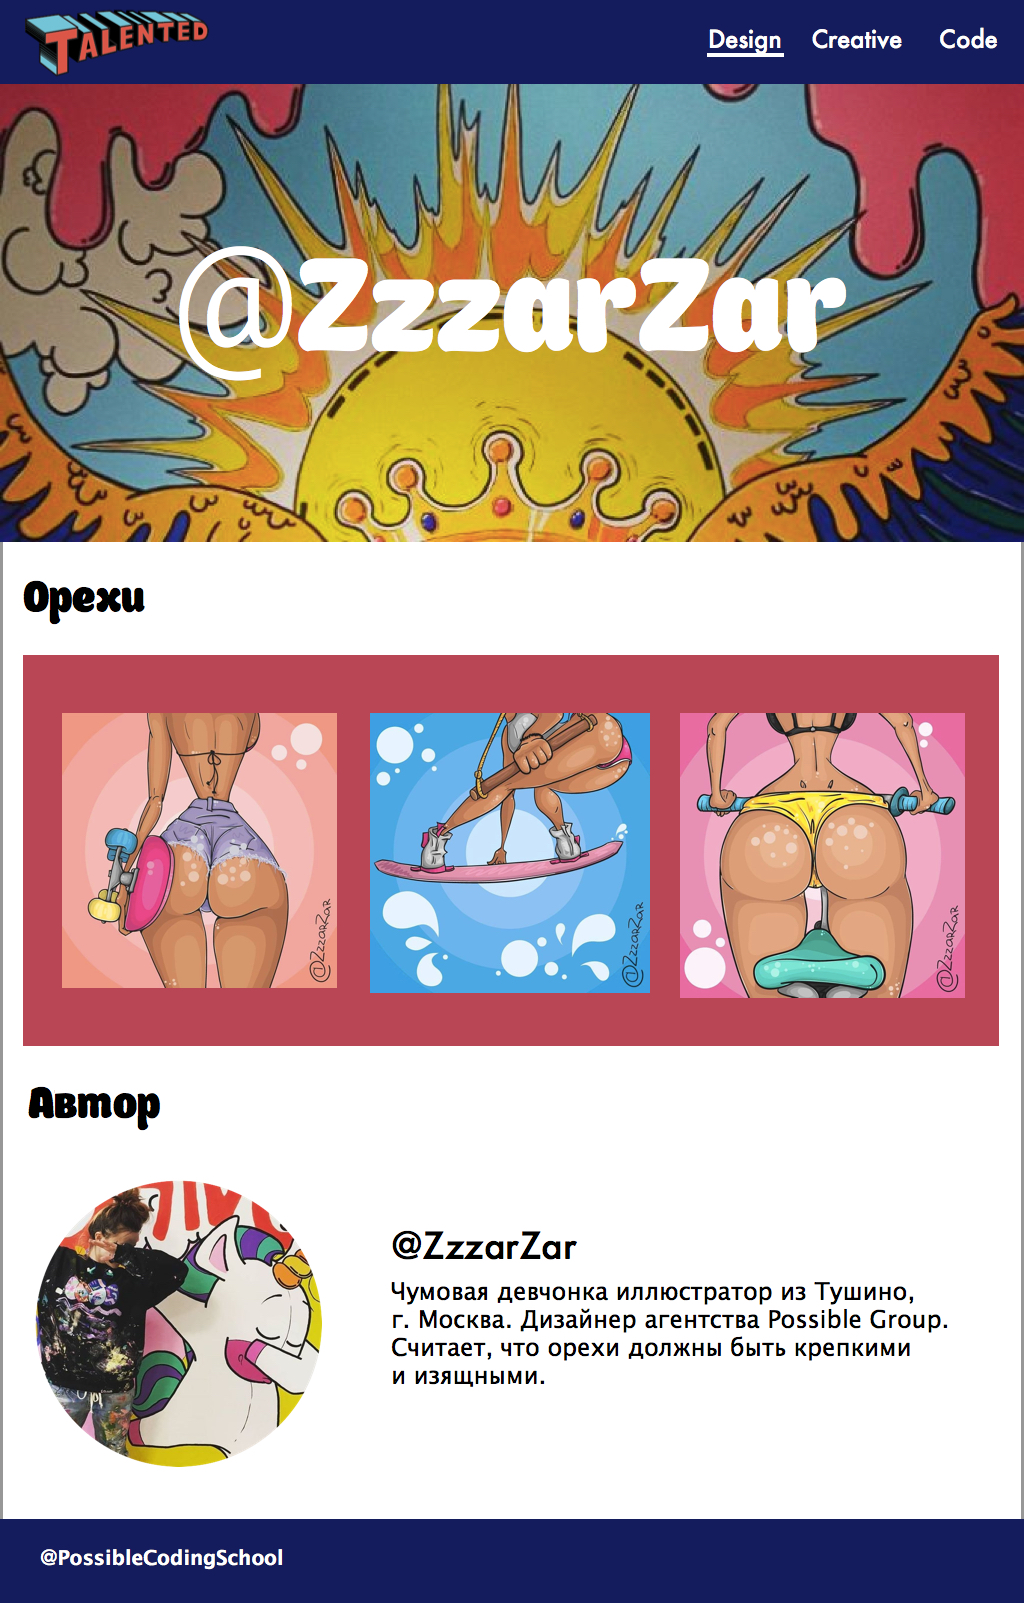 TALENTED
Design Creative Code
@ZzzarZar
Орехи
@ZzzarZar
@ZzzarZar
@ZzzarZar
Автор
@ZzzarZar
Чумовая девчонка иллюстратор из Тушино,
г. Москва. Дизайнер агентства Possible Group.
Считает, что орехи должны быть крепкими
и изящными.
@PossibleCodingSchool